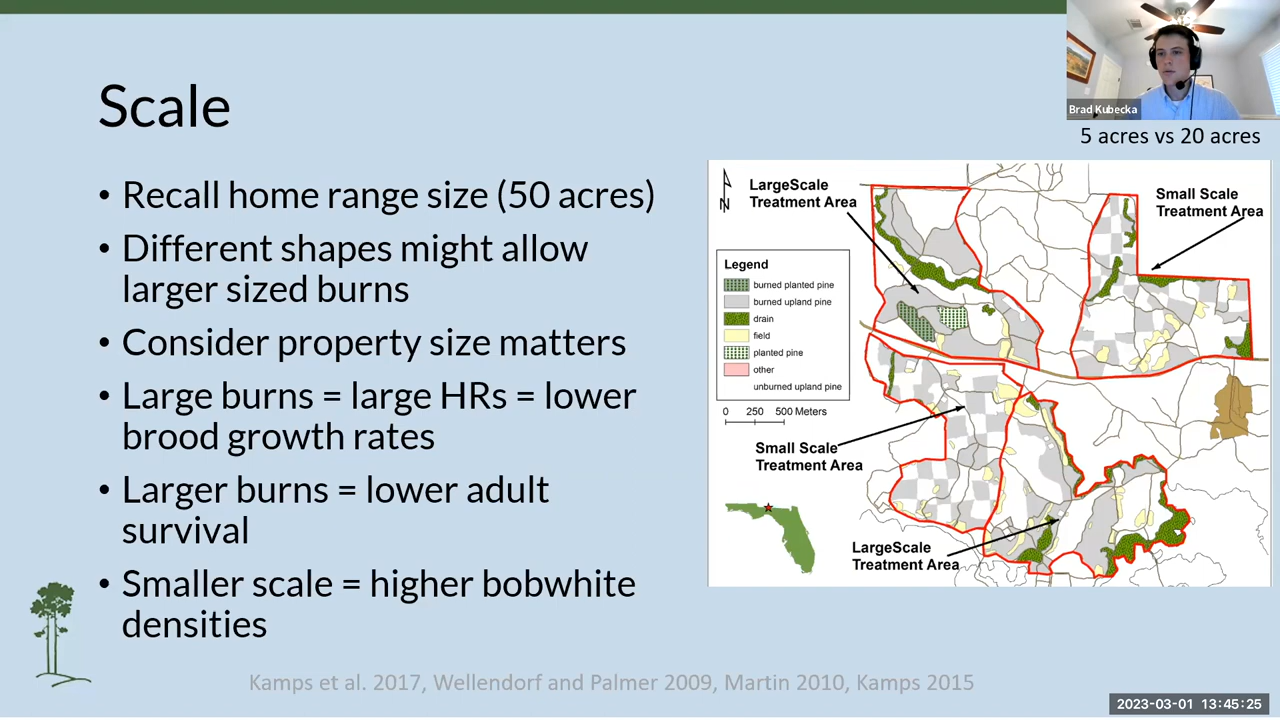 Scale
• Recall home range size (50 acres)
• Different shapes might allow
larger sized burns
• Consider property size matters
• Large burns = large HRs = lower
brood growth rates
• Larger burns = lower adult
survival
• Smaller scale = higher bobwhite
densities
Kamps et al. 2017, Wellendorf and Palmer 2009, Martin 2010, Kamps 2015
Brad Kubecka
5 acres vs 20 acres
LargeScale
Treatment Area
Small Scale
Treatment Area
N
Legend
burned planted pine
burned upland pine
drain
field
planted pine
other
unburned upland pine
0 250 500 Meters
Small Scale
Treatment Area
LargeScale
Treatment Area
2023-03-01 13:45:25